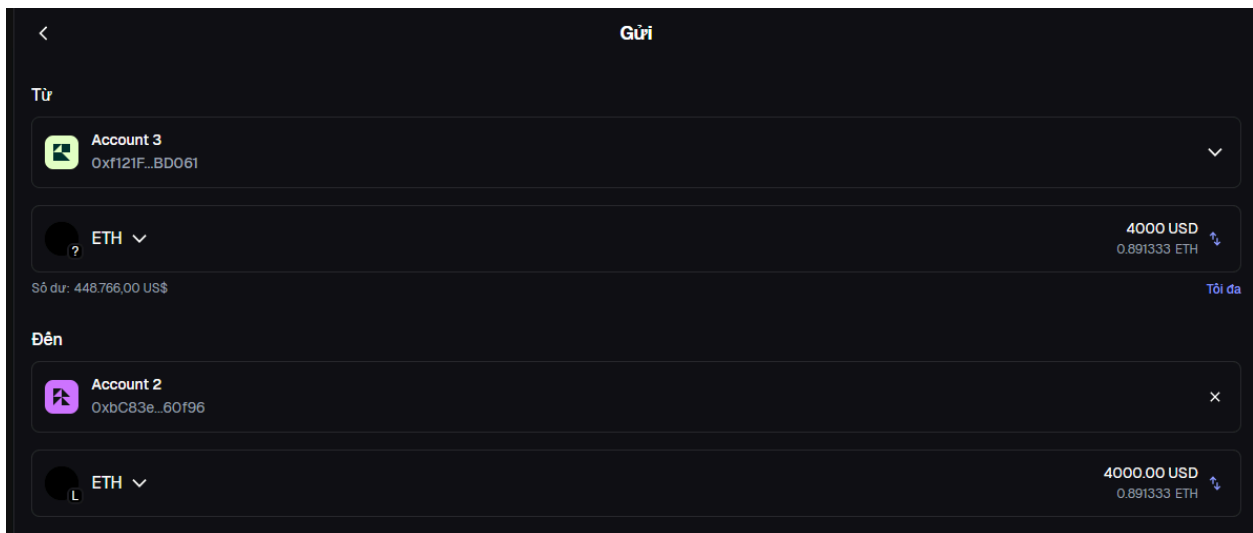 Gửi
Từ
Account 3
0xf121F...BD061
ETH
?
4000 USD
0.891333 ETH
Số dư: 448.766,00 US$
Tối đa
Đến
Account 2
0xbC83e...60f96
ETH
L
4000.00 USD
0.891333 ETH